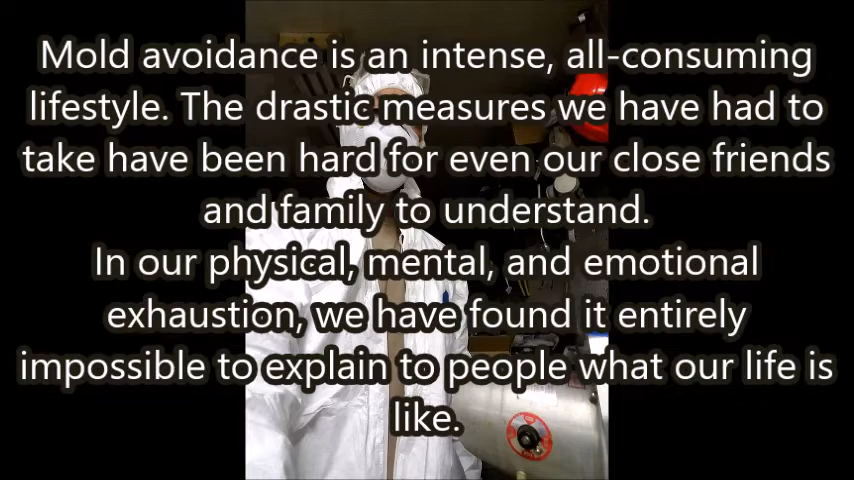 Mold avoidance is an intense, all-consuming
lifestyle. The drastic measures we have had to
take have been hard for even our close friends
and family to understand.
In our physical, mental, and emotional
exhaustion, we have found it entirely
impossible to explain to people what our life is
like.